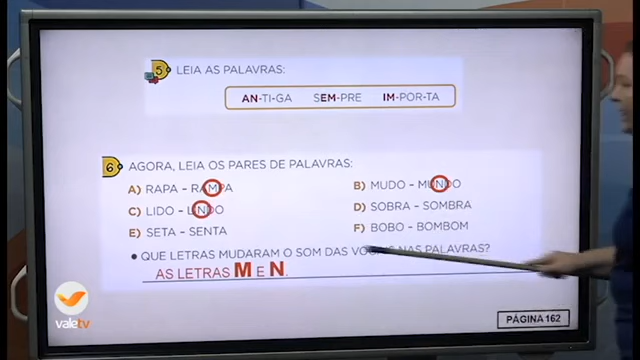 5 LEIA AS PALAVRAS:
AN-TI-GA SEM-PRE IM-POR-TA
6 AGORA, LEIA OS PARES DE PALAVRAS:
A) RAPA - RAMPA
B) MUDO - MUNDO
C) LIDO - LINDO
D) SOBRA - SOMBRA
E) SETA - SENTA
F) BOBO - BOMBOM
• QUE LETRAS MUDARAM O SOM DAS VOGAIS NAS PALAVRAS?
AS LETRAS M E N.
PÁGINA 162
valetv